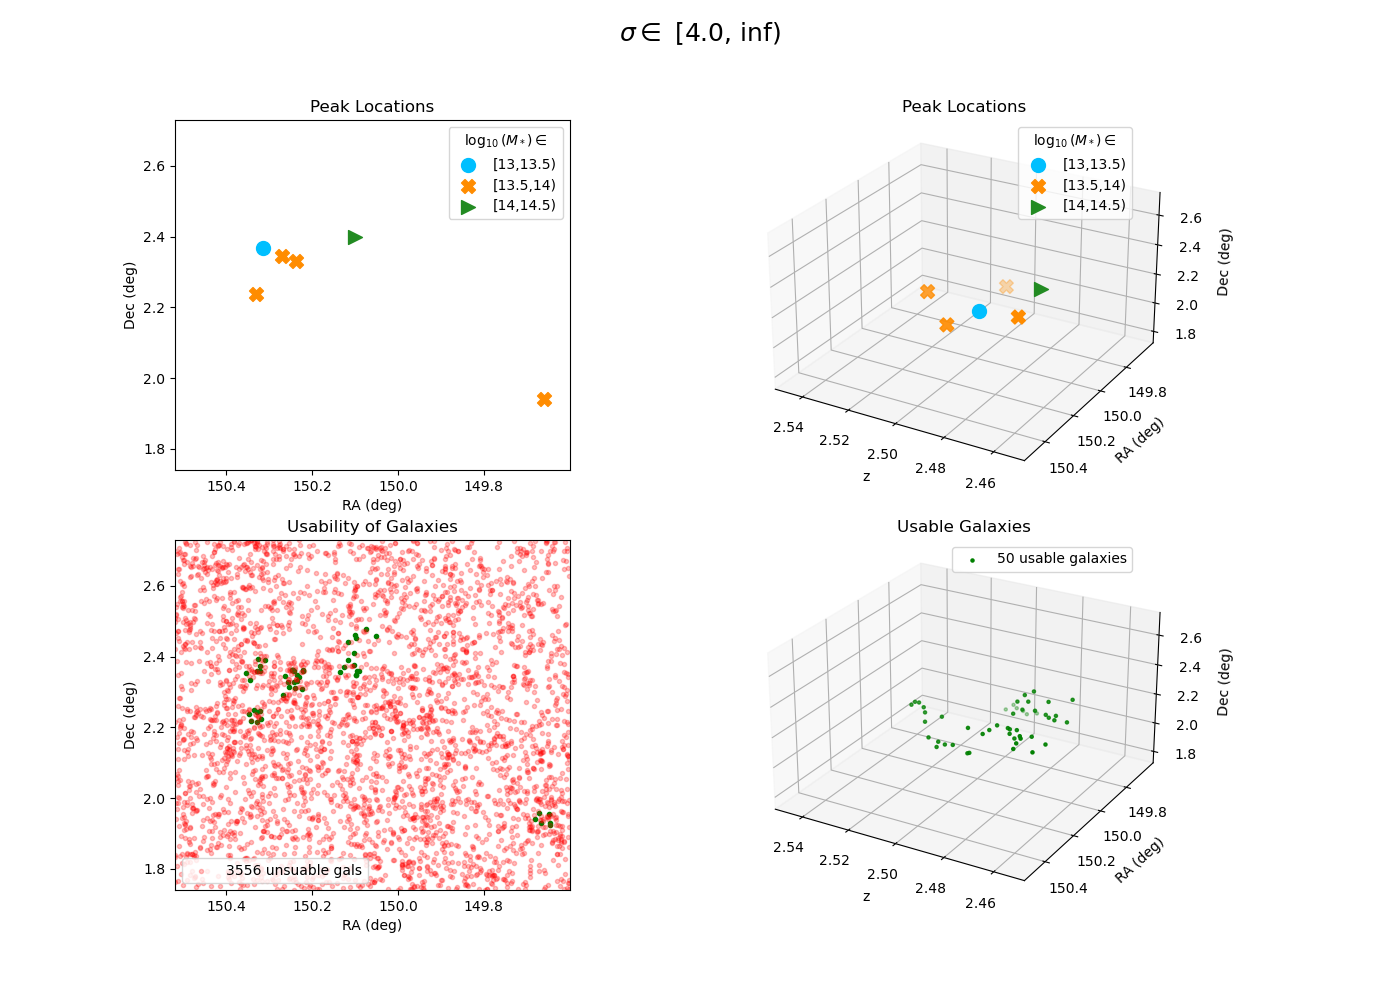 σ ∈ [4.0, inf)
Peak Locations
log₁₀(M*) ∈
[13,13.5)
[13.5,14)
[14,14.5)
2.6
2.4
2.2
2.0
1.8
Dec (deg)
150.4 150.2 150.0 149.8
RA (deg)
Peak Locations
log₁₀(M*) ∈
[13,13.5)
[13.5,14)
[14,14.5)
2.6
2.4
2.2
2.0
1.8
Dec (deg)
149.8
150.0
150.2
150.4
RA (deg)
2.54
2.52
2.50
2.48
2.46
z
Usability of Galaxies
2.6
2.4
2.2
2.0
1.8
Dec (deg)
3556 unsuable gals
150.4 150.2 150.0 149.8
RA (deg)
Usable Galaxies
50 usable galaxies
2.6
2.4
2.2
2.0
1.8
Dec (deg)
149.8
150.0
150.2
150.4
RA (deg)
2.54
2.52
2.50
2.48
2.46
z